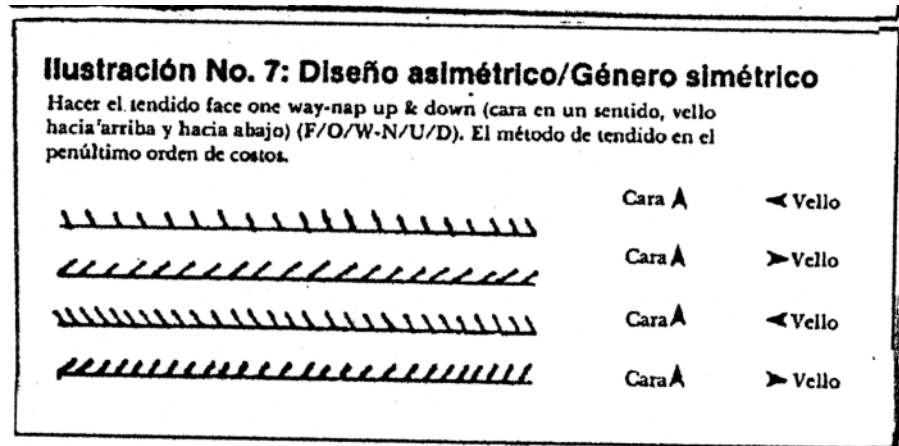 Ilustración No. 7: Diseño asimétrico/Género simétrico
Hacer el tendido face one way-nap up & down (cara en un sentido, vello
hacia arriba y hacia abajo) (F/O/W-N/U/D). El método de tendido en el
penúltimo orden de costos.
Cara Vello
Cara Vello
Cara Vello
Cara Vello